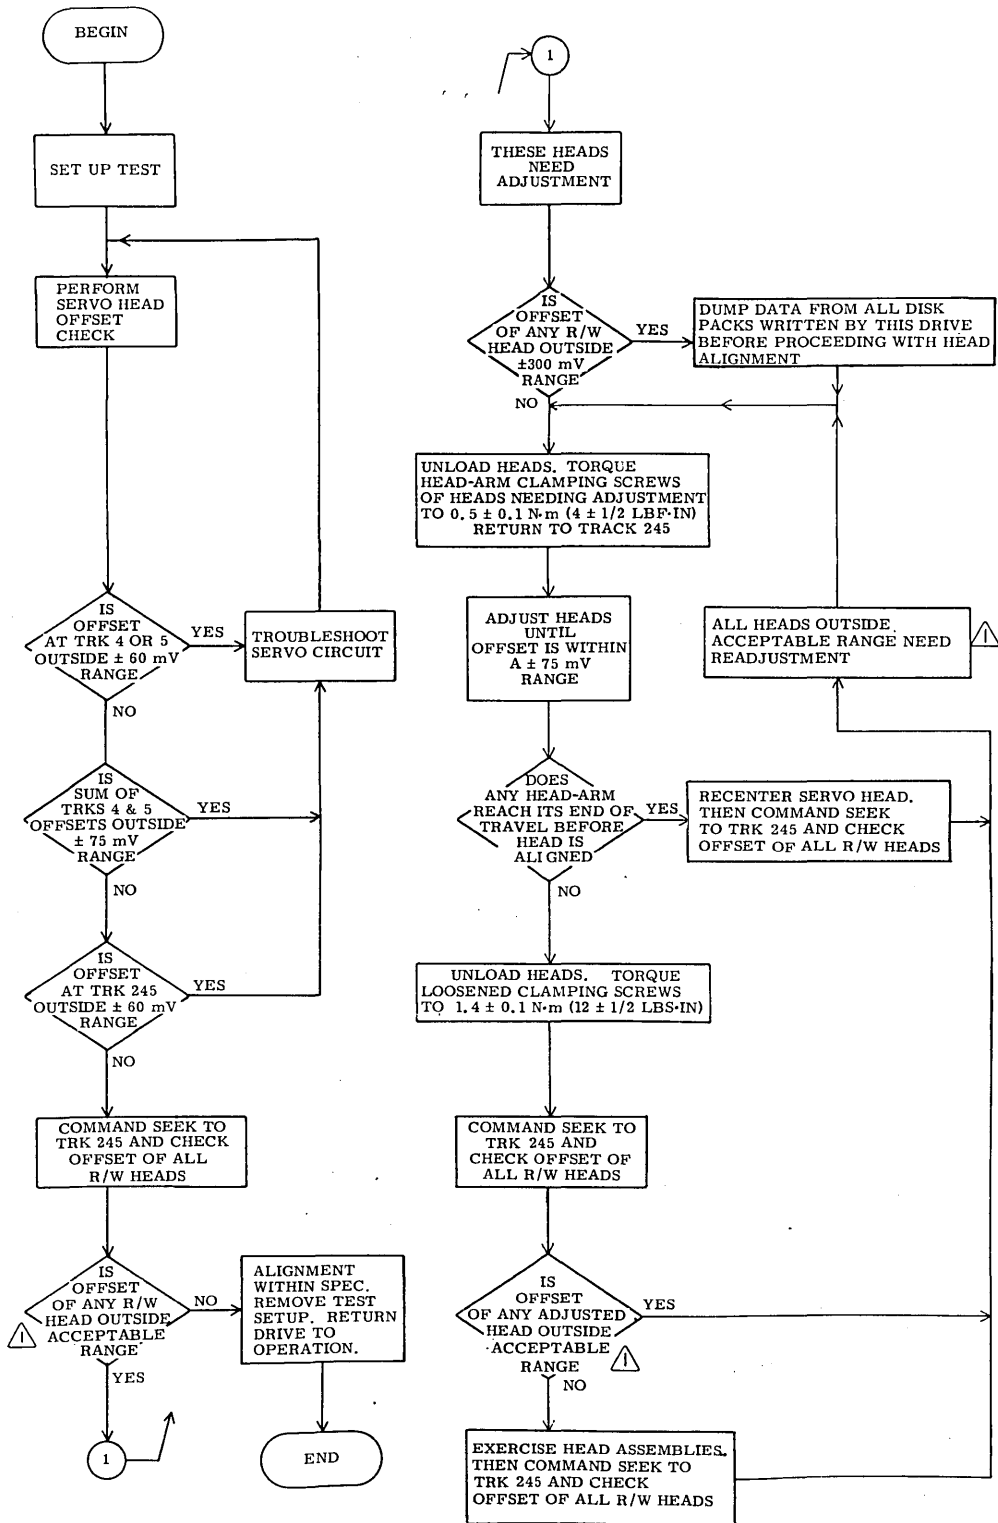 BEGIN
SET UP TEST
PERFORM
SERVO HEAD
OFFSET
CHECK
IS
OFFSET
AT TRK 4 OR 5
OUTSIDE ± 60 mV
RANGE
YES
NO
TROUBLESHOOT
SERVO CIRCUIT
IS
SUM OF
TRKS 4 & 5
OFFSETS OUTSIDE
± 75 mV
RANGE
YES
NO
IS
OFFSET
AT TRK 245
OUTSIDE ± 60 mV
RANGE
YES
NO
COMMAND SEEK TO
TRK 245 AND CHECK
OFFSET OF ALL
R/W HEADS
IS
OFFSET
OF ANY R/W
HEAD OUTSIDE
ACCEPTABLE
RANGE
1
NO
YES
ALIGNMENT
WITHIN SPEC.
REMOVE TEST
SETUP. RETURN
DRIVE TO
OPERATION.
END
1
1
THESE HEADS
NEED
ADJUSTMENT
IS
OFFSET
OF ANY R/W
HEAD OUTSIDE
±300 mV
RANGE
YES
NO
DUMP DATA FROM ALL DISK
PACKS WRITTEN BY THIS DRIVE
BEFORE PROCEEDING WITH HEAD
ALIGNMENT
UNLOAD HEADS. TORQUE
HEAD-ARM CLAMPING SCREWS
OF HEADS NEEDING ADJUSTMENT
TO 0.5 ± 0.1 N·m (4 ± 1/2 LBF·IN)
RETURN TO TRACK 245
ADJUST HEADS
UNTIL
OFFSET IS WITHIN
A ± 75 mV
RANGE
ALL HEADS OUTSIDE
ACCEPTABLE RANGE NEED
READJUSTMENT
1
DOES
ANY HEAD-ARM
REACH ITS END OF
TRAVEL BEFORE
HEAD IS
ALIGNED
YES
NO
RECENTER SERVO HEAD.
THEN COMMAND SEEK
TO TRK 245 AND CHECK
OFFSET OF ALL R/W HEADS
UNLOAD HEADS. TORQUE
LOOSENED CLAMPING SCREWS
TO 1.4 ± 0.1 N·m (12 ± 1/2 LBS·IN)
COMMAND SEEK TO
TRK 245 AND
CHECK OFFSET OF
ALL R/W HEADS
IS
OFFSET
OF ANY ADJUSTED
HEAD OUTSIDE
ACCEPTABLE
RANGE
1
YES
NO
EXERCISE HEAD ASSEMBLIES.
THEN COMMAND SEEK TO
TRK 245 AND CHECK
OFFSET OF ALL R/W HEADS